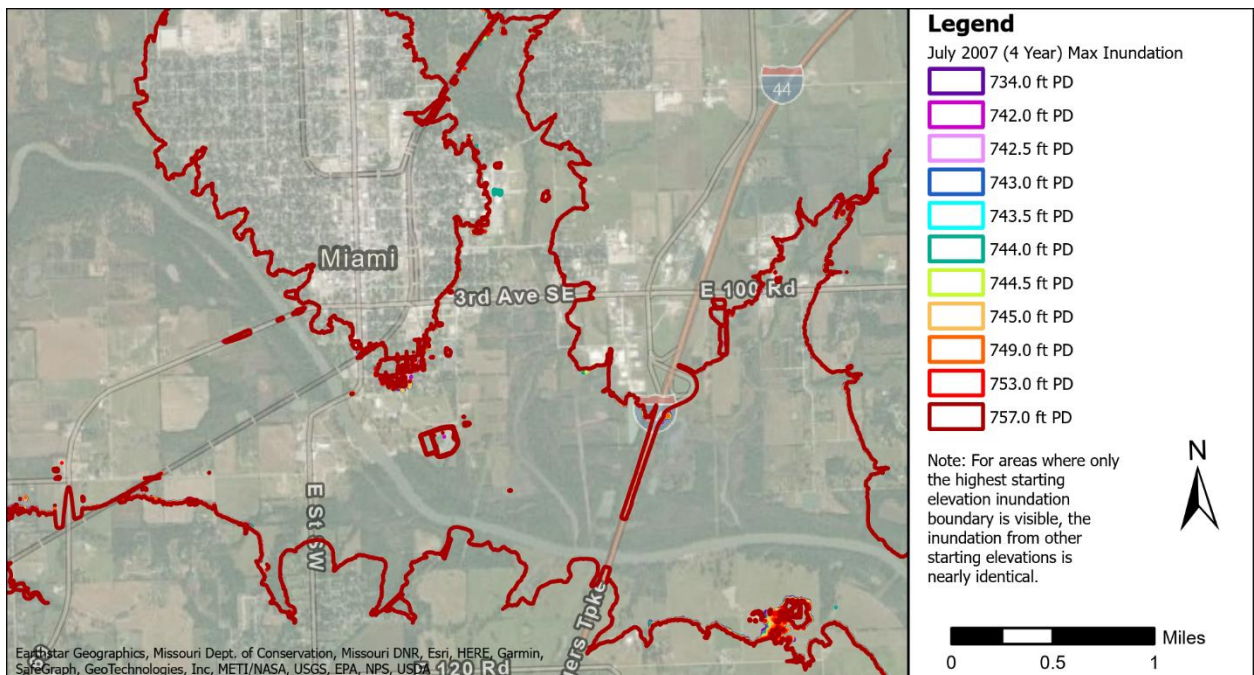 44
Miami
3rd Ave SE
E 100 Rd
E St SW
ers Tpke
E 120 Rd
Earthstar Geographics, Missouri Dept. of Conservation, Missouri DNR, Esri, HERE, Garmin,
SafeGraph, GeoTechnologies, Inc, METI/NASA, USGS, EPA, NPS, USDA
Legend
July 2007 (4 Year) Max Inundation
734.0 ft PD
742.0 ft PD
742.5 ft PD
743.0 ft PD
743.5 ft PD
744.0 ft PD
744.5 ft PD
745.0 ft PD
749.0 ft PD
753.0 ft PD
757.0 ft PD
Note: For areas where only
the highest starting
elevation inundation
boundary is visible, the
inundation from other
starting elevations is
nearly identical.
N
Miles
0 0.5 1